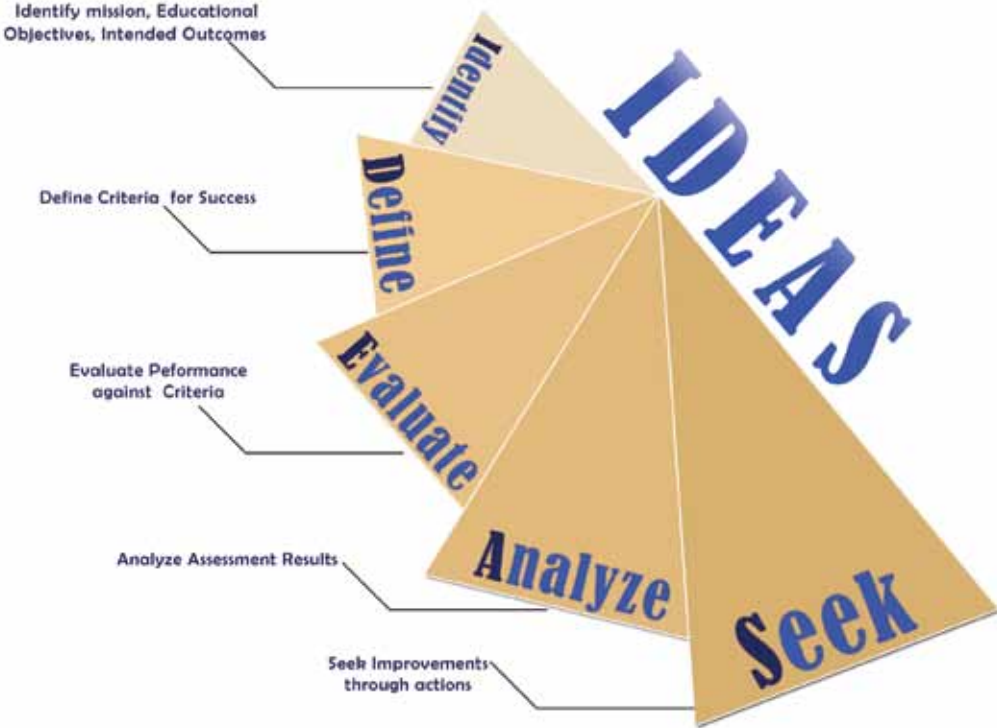 Identify mission, Educational
Objectives, Intended Outcomes
Identify
IDEAS
Define Criteria for Success
Define
Evaluate Peformance
against Criteria
Evaluate
Analyze Assessment Results
Analyze
Seek Improvements
through actions
Seek